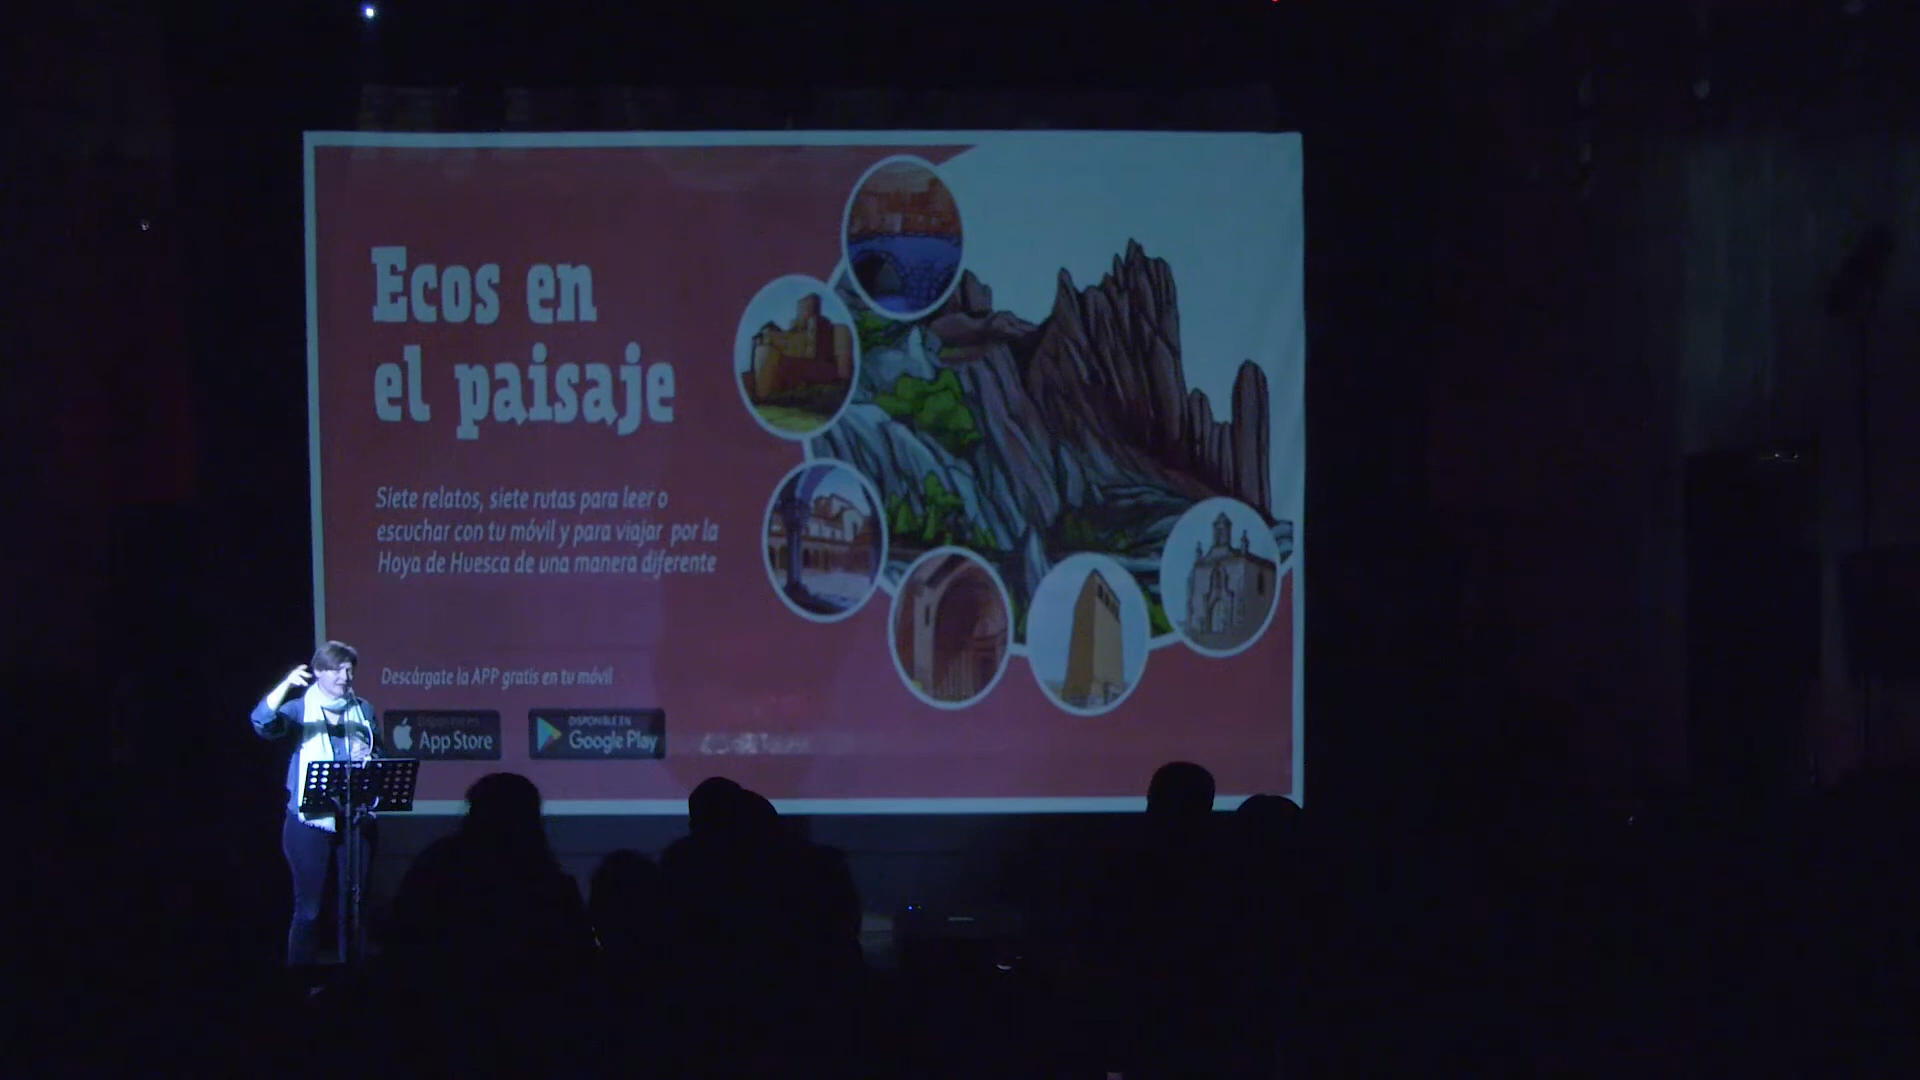 Ecos en
el paisaje
Siete relatos, siete rutas para leer o
escuchar con tu móvil y para viajar por la
Hoya de Huesca de una manera diferente
Descárgate la APP gratis en tu móvil
App Store
DISPONIBLE EN
Google Play